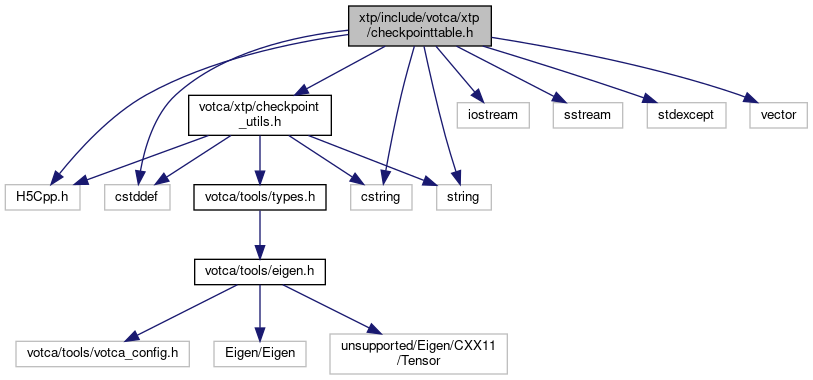 xtp/include/votca/xtp
/checkpointtable.h
votca/xtp/checkpoint
_utils.h
iostream
sstream
stdexcept
vector
H5Cpp.h
cstddef
votca/tools/types.h
cstring
string
votca/tools/eigen.h
votca/tools/votca_config.h
Eigen/Eigen
unsupported/Eigen/CXX11
/Tensor